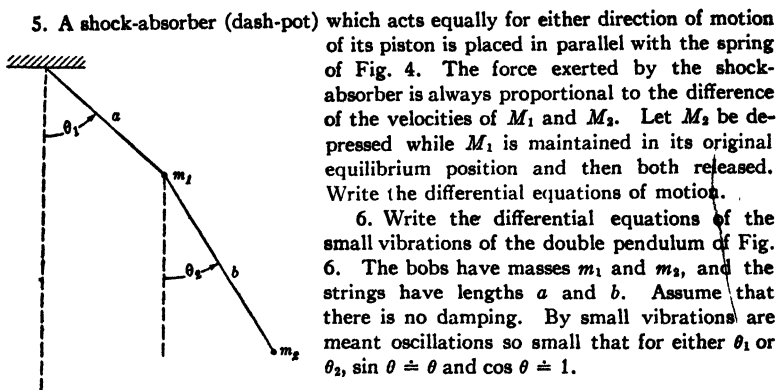 5. A shock-absorber (dash-pot) which acts equally for either direction of motion
of its piston is placed in parallel with the spring
of Fig. 4. The force exerted by the shock-
absorber is always proportional to the difference
of the velocities of M₁ and M₂. Let M₂ be de-
pressed while M₁ is maintained in its original
equilibrium position and then both released.
Write the differential equations of motion.
6. Write the differential equations of the
small vibrations of the double pendulum of Fig.
6. The bobs have masses m₁ and m₂, and the
strings have lengths a and b. Assume that
there is no damping. By small vibrations are
meant oscillations so small that for either θ₁ or
θ₂, sin θ ≐ θ and cos θ ≐ 1.
θ₁
a
m₁
θ₂
b
m₂